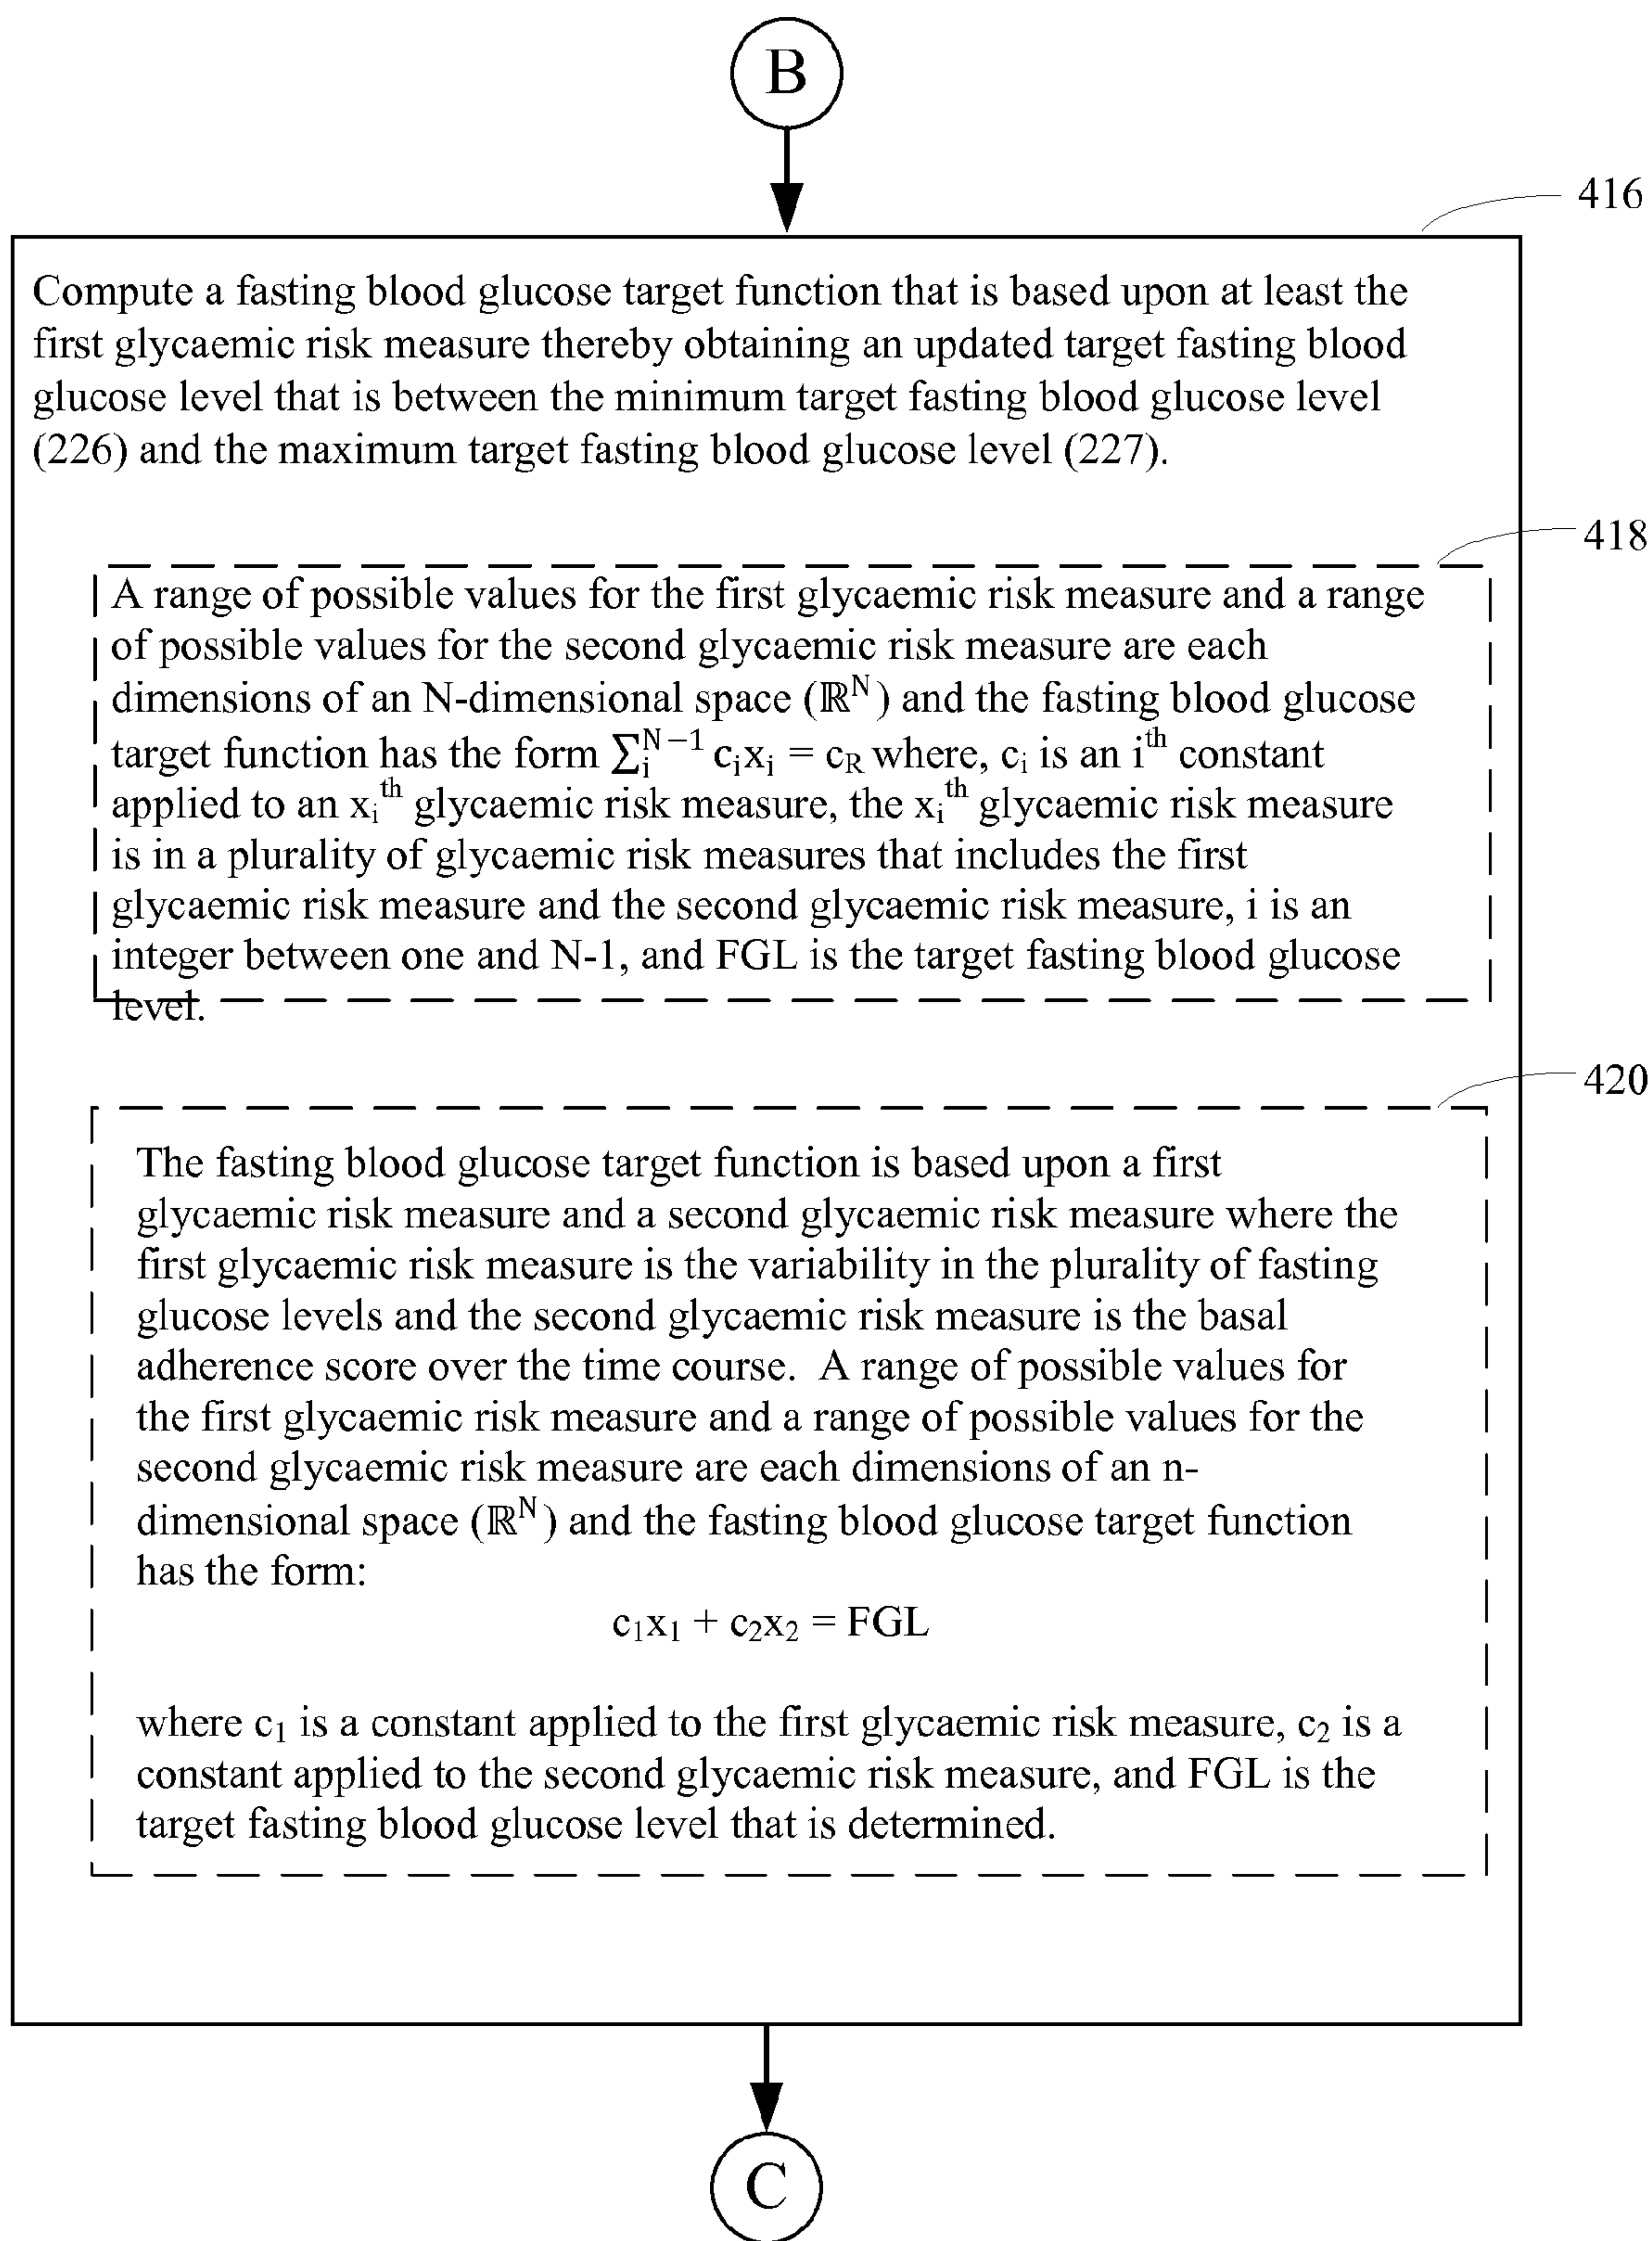 B
416
Compute a fasting blood glucose target function that is based upon at least the
first glycaemic risk measure thereby obtaining an updated target fasting blood
glucose level that is between the minimum target fasting blood glucose level
(226) and the maximum target fasting blood glucose level (227).
418
A range of possible values for the first glycaemic risk measure and a range
of possible values for the second glycaemic risk measure are each
dimensions of an N-dimensional space (ℝᴺ) and the fasting blood glucose
target function has the form ∑ᵢᴺ⁻¹ cᵢxᵢ = c_R where, cᵢ is an iᵗʰ constant
applied to an xᵢᵗʰ glycaemic risk measure, the xᵢᵗʰ glycaemic risk measure
is in a plurality of glycaemic risk measures that includes the first
glycaemic risk measure and the second glycaemic risk measure, i is an
integer between one and N-1, and FGL is the target fasting blood glucose
level.
420
The fasting blood glucose target function is based upon a first
glycaemic risk measure and a second glycaemic risk measure where the
first glycaemic risk measure is the variability in the plurality of fasting
glucose levels and the second glycaemic risk measure is the basal
adherence score over the time course. A range of possible values for
the first glycaemic risk measure and a range of possible values for the
second glycaemic risk measure are each dimensions of an n-
dimensional space (ℝᴺ) and the fasting blood glucose target function
has the form:
c₁x₁ + c₂x₂ = FGL
where c₁ is a constant applied to the first glycaemic risk measure, c₂ is a
constant applied to the second glycaemic risk measure, and FGL is the
target fasting blood glucose level that is determined.
C